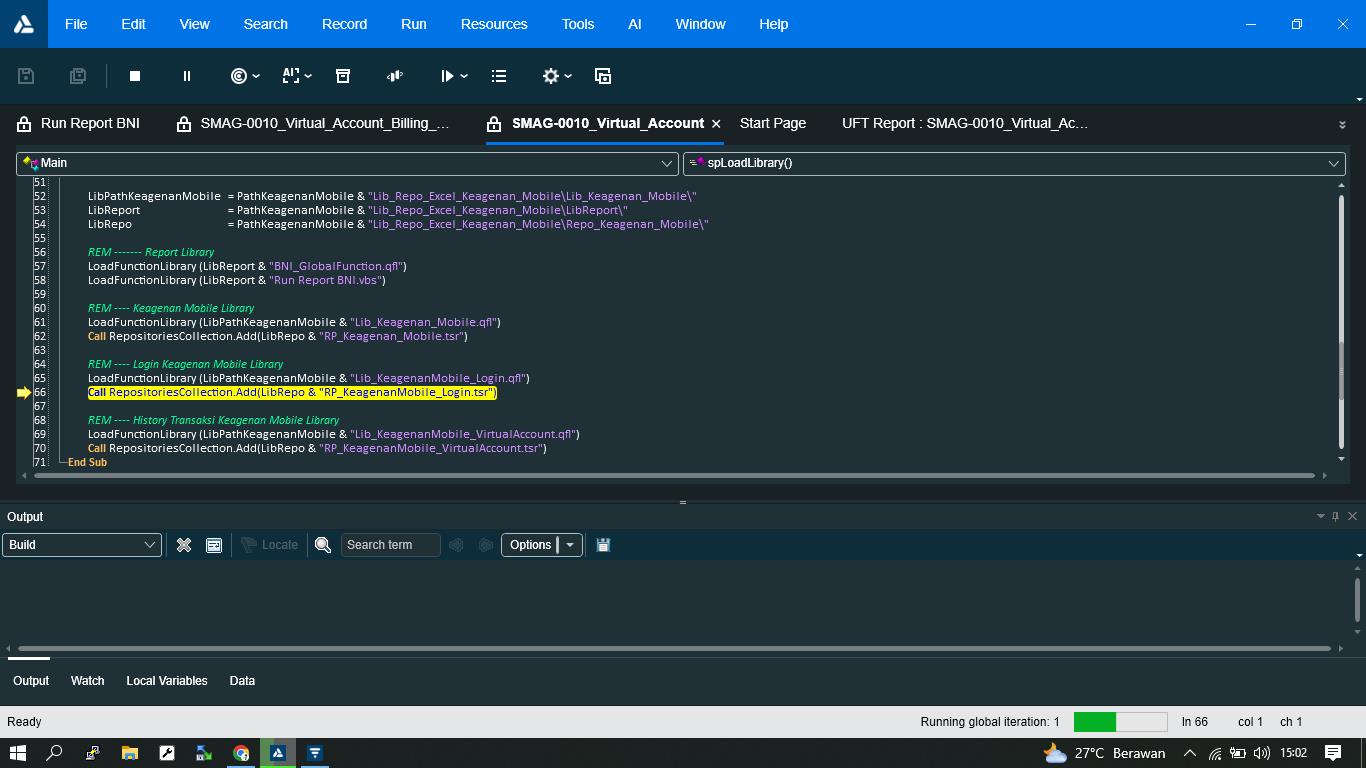 File Edit View Search Record Run Resources Tools AI Window Help
Run Report BNI SMAG-0010_Virtual_Account_Billing_... SMAG-0010_Virtual_Account Start Page UFT Report : SMAG-0010_Virtual_Ac...
Main spLoadLibrary()
51
52 LibPathKeagenanMobile = PathKeagenanMobile & "Lib_Repo_Excel_Keagenan_Mobile\Lib_Keagenan_Mobile\"
53 LibReport = PathKeagenanMobile & "Lib_Repo_Excel_Keagenan_Mobile\LibReport\"
54 LibRepo = PathKeagenanMobile & "Lib_Repo_Excel_Keagenan_Mobile\Repo_Keagenan_Mobile\"
55
56 REM ------- Report Library
57 LoadFunctionLibrary (LibReport & "BNI_GlobalFunction.qfl")
58 LoadFunctionLibrary (LibReport & "Run Report BNI.vbs")
59
60 REM ---- Keagenan Mobile Library
61 LoadFunctionLibrary (LibPathKeagenanMobile & "Lib_Keagenan_Mobile.qfl")
62 Call RepositoriesCollection.Add(LibRepo & "RP_Keagenan_Mobile.tsr")
63
64 REM ---- Login Keagenan Mobile Library
65 LoadFunctionLibrary (LibPathKeagenanMobile & "Lib_KeagenanMobile_Login.qfl")
66 Call RepositoriesCollection.Add(LibRepo & "RP_KeagenanMobile_Login.tsr")
67
68 REM ---- History Transaksi Keagenan Mobile Library
69 LoadFunctionLibrary (LibPathKeagenanMobile & "Lib_KeagenanMobile_VirtualAccount.qfl")
70 Call RepositoriesCollection.Add(LibRepo & "RP_KeagenanMobile_VirtualAccount.tsr")
71 End Sub
Output
Build Locate Search term Options
Output Watch Local Variables Data
Ready Running global iteration: 1 ln 66 col 1 ch 1
27°C Berawan 15:02